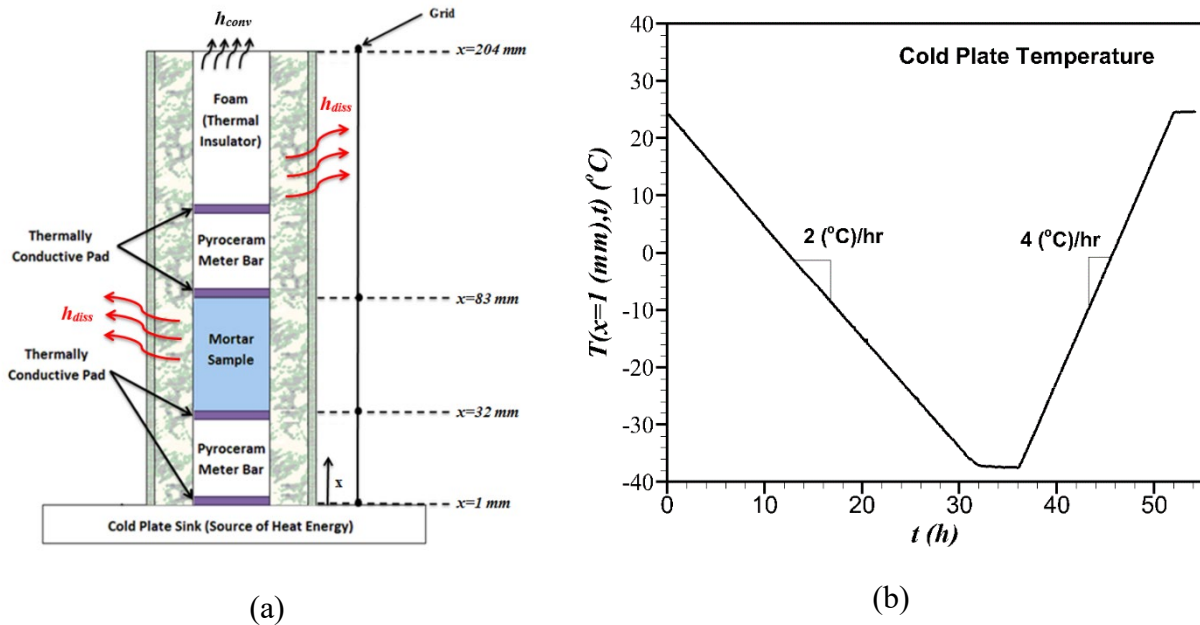 h_conv
Grid
x=204 mm
Foam
(Thermal
Insulator)
h_diss
Thermally
Conductive Pad
Pyroceram
Meter Bar
x=83 mm
h_diss
Mortar
Sample
Thermally
Conductive Pad
x=32 mm
Pyroceram
Meter Bar
x
x=1 mm
Cold Plate Sink (Source of Heat Energy)
(a)
Cold Plate Temperature
T(x=1 (mm),t) (°C)
40
30
20
10
0
-10
-20
-30
-40
2 (°C)/hr
4 (°C)/hr
0 10 20 30 40 50
t (h)
(b)